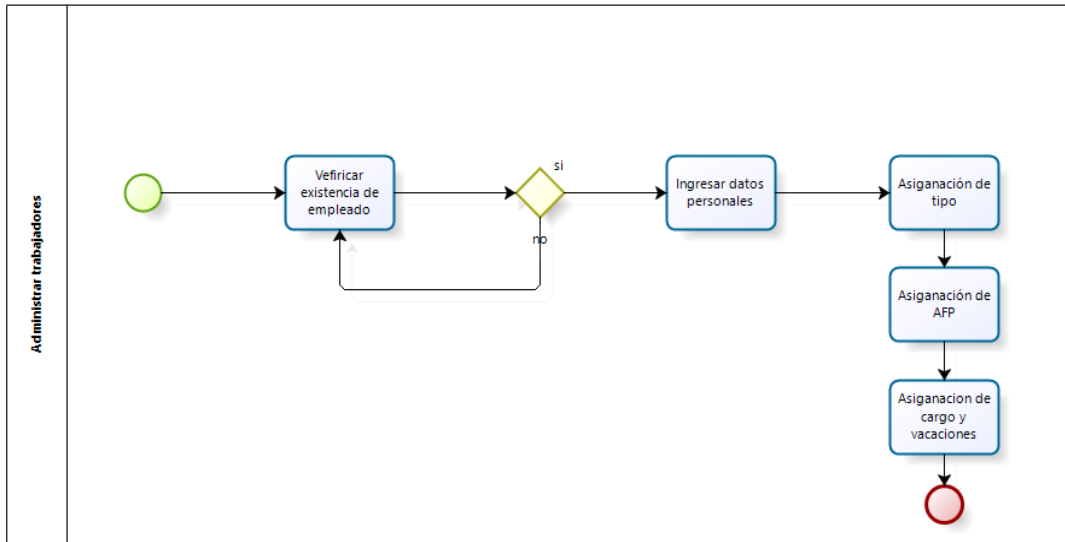 Administrar trabajadores
Vefiricar
existencia de
empleado
si
no
Ingresar datos
personales
Asiganación de
tipo
Asiganación de
AFP
Asiganacion de
cargo y
vacaciones